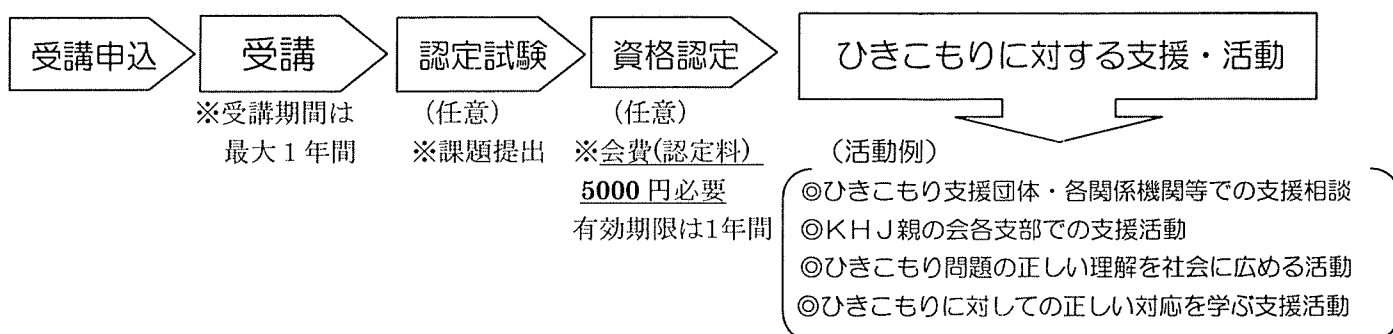 受講申込
受講
※受講期間は
最大1年間
認定試験
(任意)
※課題提出
資格認定
(任意)
※会費(認定料)
5000円必要
有効期限は1年間
ひきこもりに対する支援・活動
(活動例)
◎ひきこもり支援団体・各関係機関等での支援相談
◎KHJ親の会各支部での支援活動
◎ひきこもり問題の正しい理解を社会に広める活動
◎ひきこもりに対しての正しい対応を学ぶ支援活動